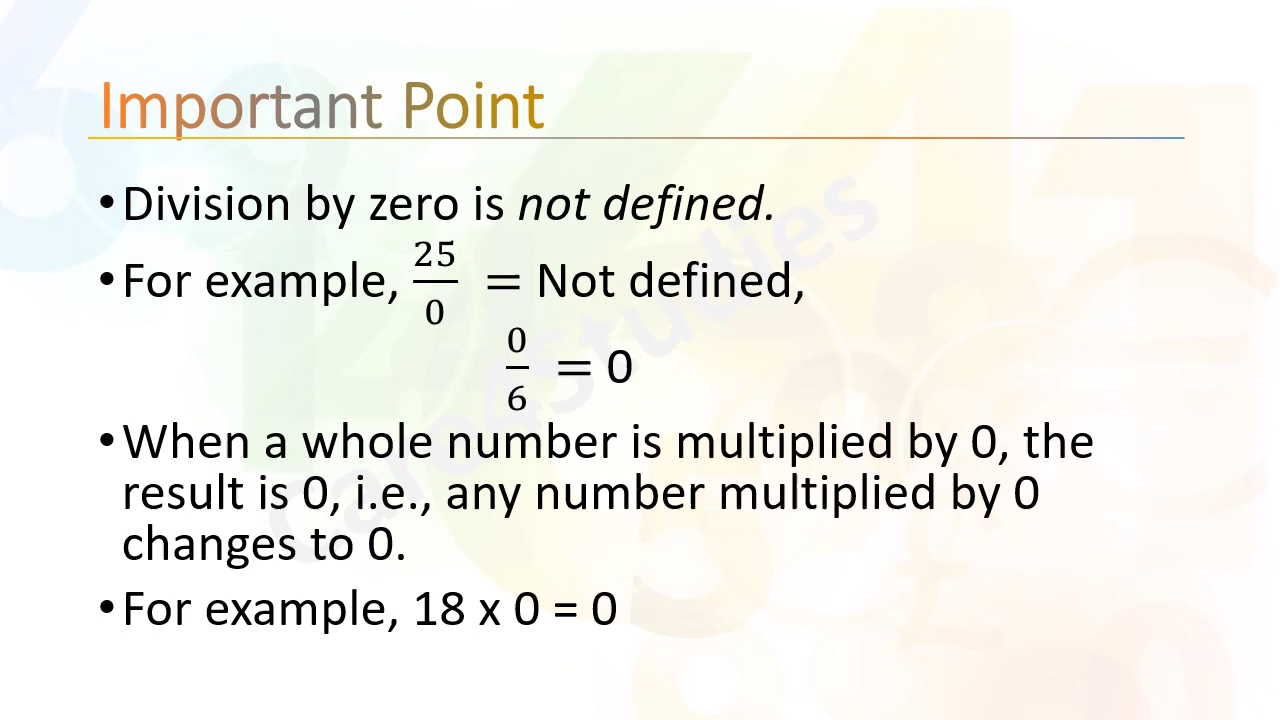 Important Point
• Division by zero is not defined.
• For example, 25/0 = Not defined,
0/6 = 0
• When a whole number is multiplied by 0, the
result is 0, i.e., any number multiplied by 0
changes to 0.
• For example, 18 x 0 = 0
Care4Studies